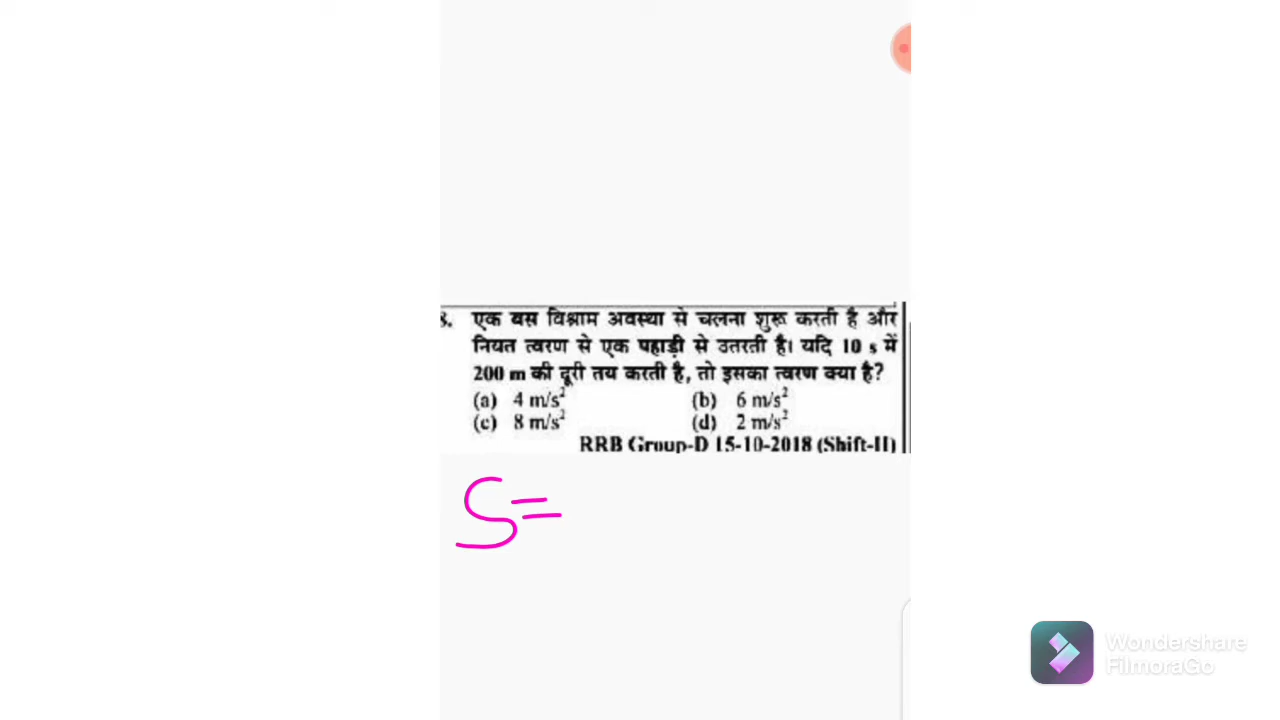 8. एक बस विश्राम अवस्था से चलना शुरू करती है और
नियत त्वरण से एक पहाड़ी से उतरती है। यदि 10 s में
200 m की दूरी तय करती है, तो इसका त्वरण क्या है?
(a) 4 m/s² (b) 6 m/s²
(c) 8 m/s² (d) 2 m/s²
RRB Group-D 15-10-2018 (Shift-II)
S=
Wondershare
FilmoraGo